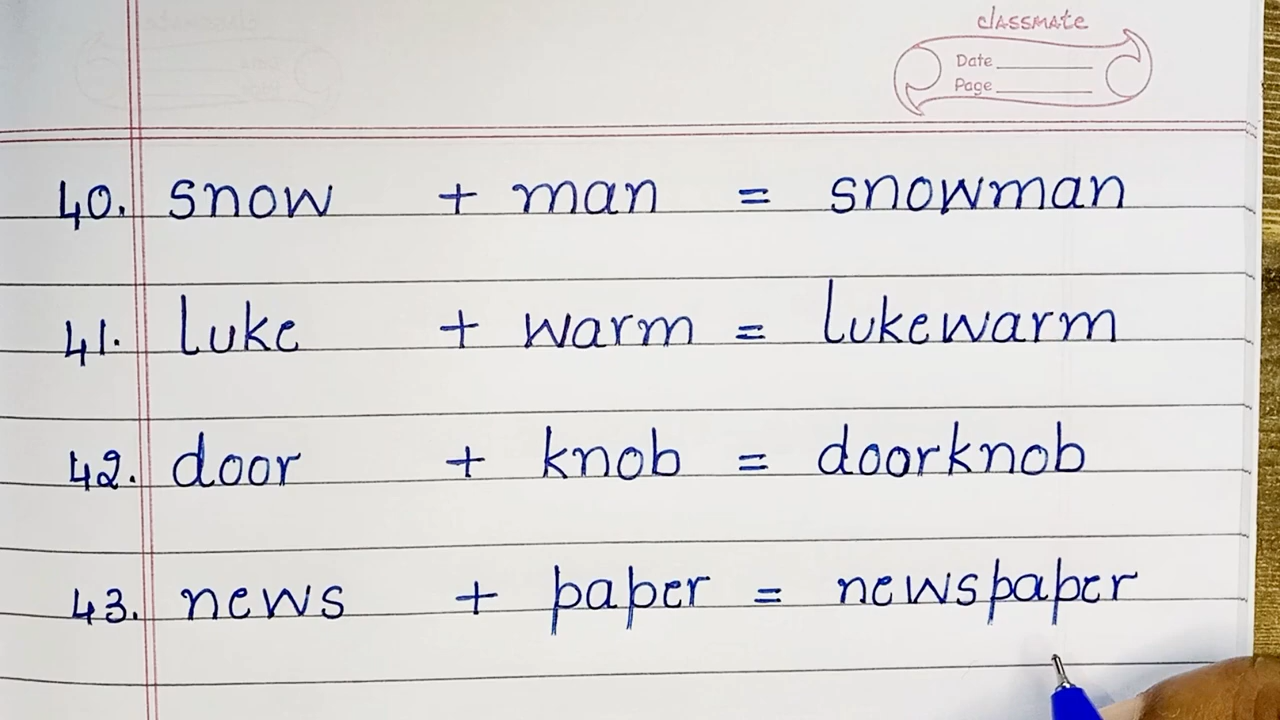 classmate
Date
Page
40. snow + man = snowman
41. luke + warm = lukewarm
42. door + knob = doorknob
43. news + paper = newspaper